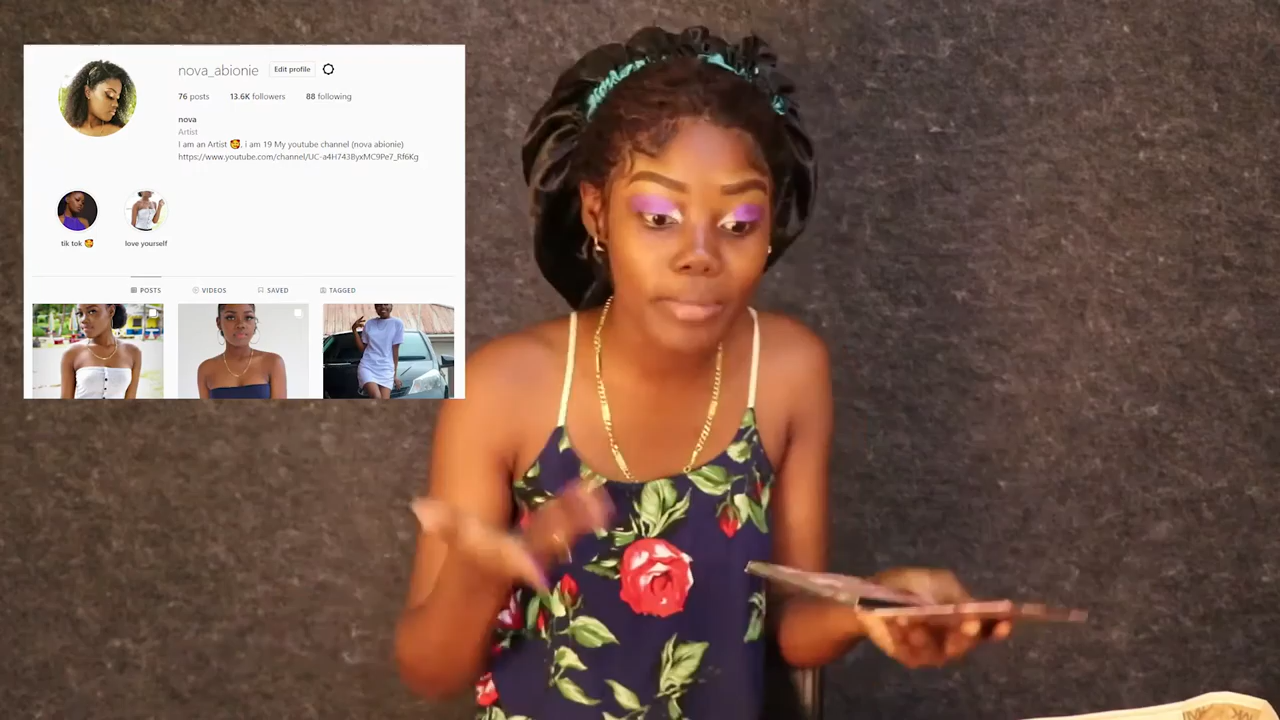 nova_abionie Edit profile
76 posts 13.6K followers 88 following
nova
Artist
I am an Artist 🥰, i am 19 My youtube channel (nova abionie)
https://www.youtube.com/channel/UC-a4H743ByxMC9Pe7_Rf6Kg
tik tok 🥰 love yourself
POSTS VIDEOS SAVED TAGGED